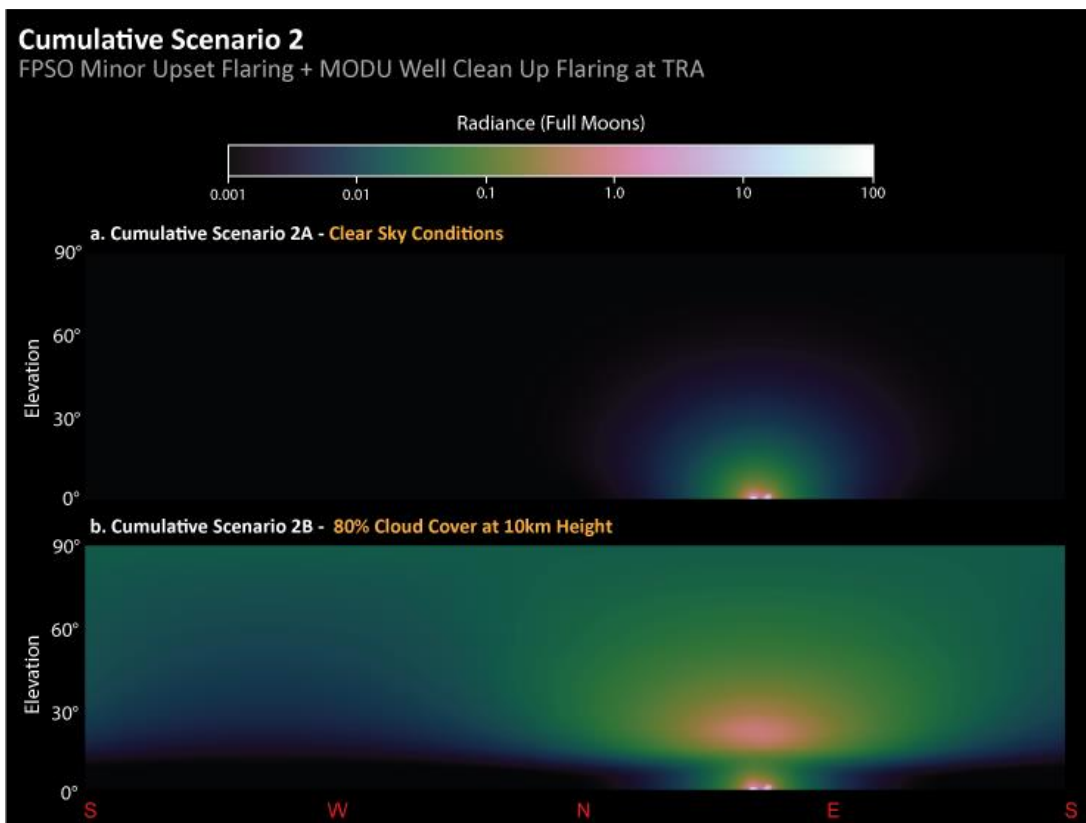 Cumulative Scenario 2
FPSO Minor Upset Flaring + MODU Well Clean Up Flaring at TRA
Radiance (Full Moons)
0.001 0.01 0.1 1.0 10 100
a. Cumulative Scenario 2A - Clear Sky Conditions
90°
60°
30°
0°
Elevation
b. Cumulative Scenario 2B - 80% Cloud Cover at 10km Height
90°
60°
30°
0°
Elevation
S W N E S